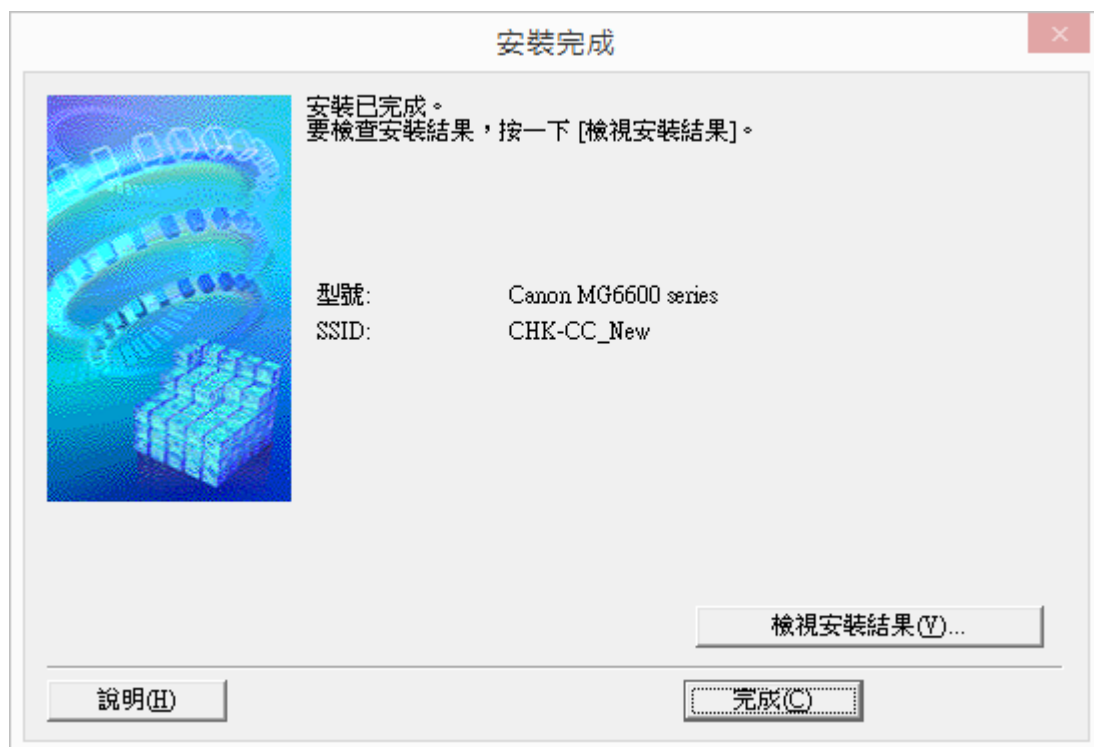 安裝完成
安裝已完成。
要檢查安裝結果，按一下 [檢視安裝結果]。
型號: Canon MG6600 series
SSID: CHK-CC_New
檢視安裝結果(V)...
說明(H) 完成(C)